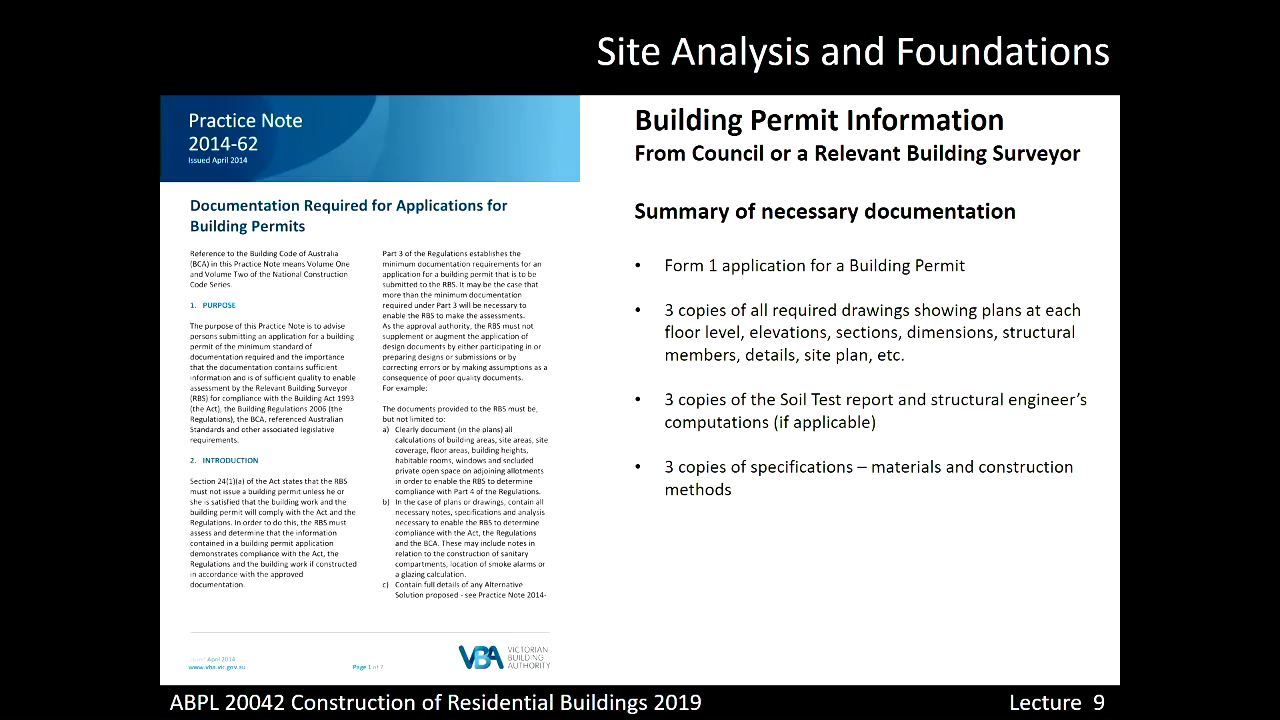 Site Analysis and Foundations
Practice Note
2014-62
Issued April 2014
Documentation Required for Applications for
Building Permits
Reference to the Building Code of Australia
(BCA) in this Practice Note means Volume One
and Volume Two of the National Construction
Code Series.
1. PURPOSE
The purpose of this Practice Note is to advise
persons submitting an application for a building
permit of the minimum standard of
documentation required and the importance
that the documentation contains sufficient
information and is of sufficient quality to enable
assessment by the Relevant Building Surveyor
(RBS) for compliance with the Building Act 1993
(the Act), the Building Regulations 2006 (the
Regulations), the BCA, referenced Australian
Standards and other associated legislative
requirements.
2. INTRODUCTION
Section 24(1)(a) of the Act states that the RBS
must not issue a building permit unless he or
she is satisfied that the building work and the
building permit will comply with the Act and the
Regulations. In order to do this, the RBS must
assess and determine that the information
contained in a building permit application
demonstrates compliance with the Act, the
Regulations and the building work if constructed
in accordance with the approved
documentation.
Part 3 of the Regulations establishes the
minimum documentation requirements for an
application for a building permit that is to be
submitted to the RBS. It may be the case that
more than the minimum documentation
required under Part 3 will be necessary to
enable the RBS to make the assessments.
As the approval authority, the RBS must not
supplement or augment the application of
design documents by either participating in or
preparing designs or submissions or by
correcting errors or by making assumptions as a
consequence of poor quality documents.
For example:
The documents provided to the RBS must be,
but not limited to:
a) Clearly document (in the plans) all
calculations of building areas, site areas, site
coverage, floor areas, building heights,
habitable rooms, windows and secluded
private open space on adjoining allotments
in order to enable the RBS to determine
compliance with Part 4 of the Regulations.
b) In the case of plans or drawings, contain all
necessary notes, specifications and analysis
necessary to enable the RBS to determine
compliance with the Act, the Regulations
and the BCA. These may include notes in
relation to the construction of sanitary
compartments, location of smoke alarms or
a glazing calculation.
c) Contain full details of any Alternative
Solution proposed - see Practice Note 2014-
Issued April 2014
www.vba.vic.gov.au
Page 1 of 7
VBA VICTORIAN
BUILDING
AUTHORITY
Building Permit Information
From Council or a Relevant Building Surveyor
Summary of necessary documentation
• Form 1 application for a Building Permit
• 3 copies of all required drawings showing plans at each
floor level, elevations, sections, dimensions, structural
members, details, site plan, etc.
• 3 copies of the Soil Test report and structural engineer's
computations (if applicable)
• 3 copies of specifications – materials and construction
methods
ABPL 20042 Construction of Residential Buildings 2019
Lecture 9